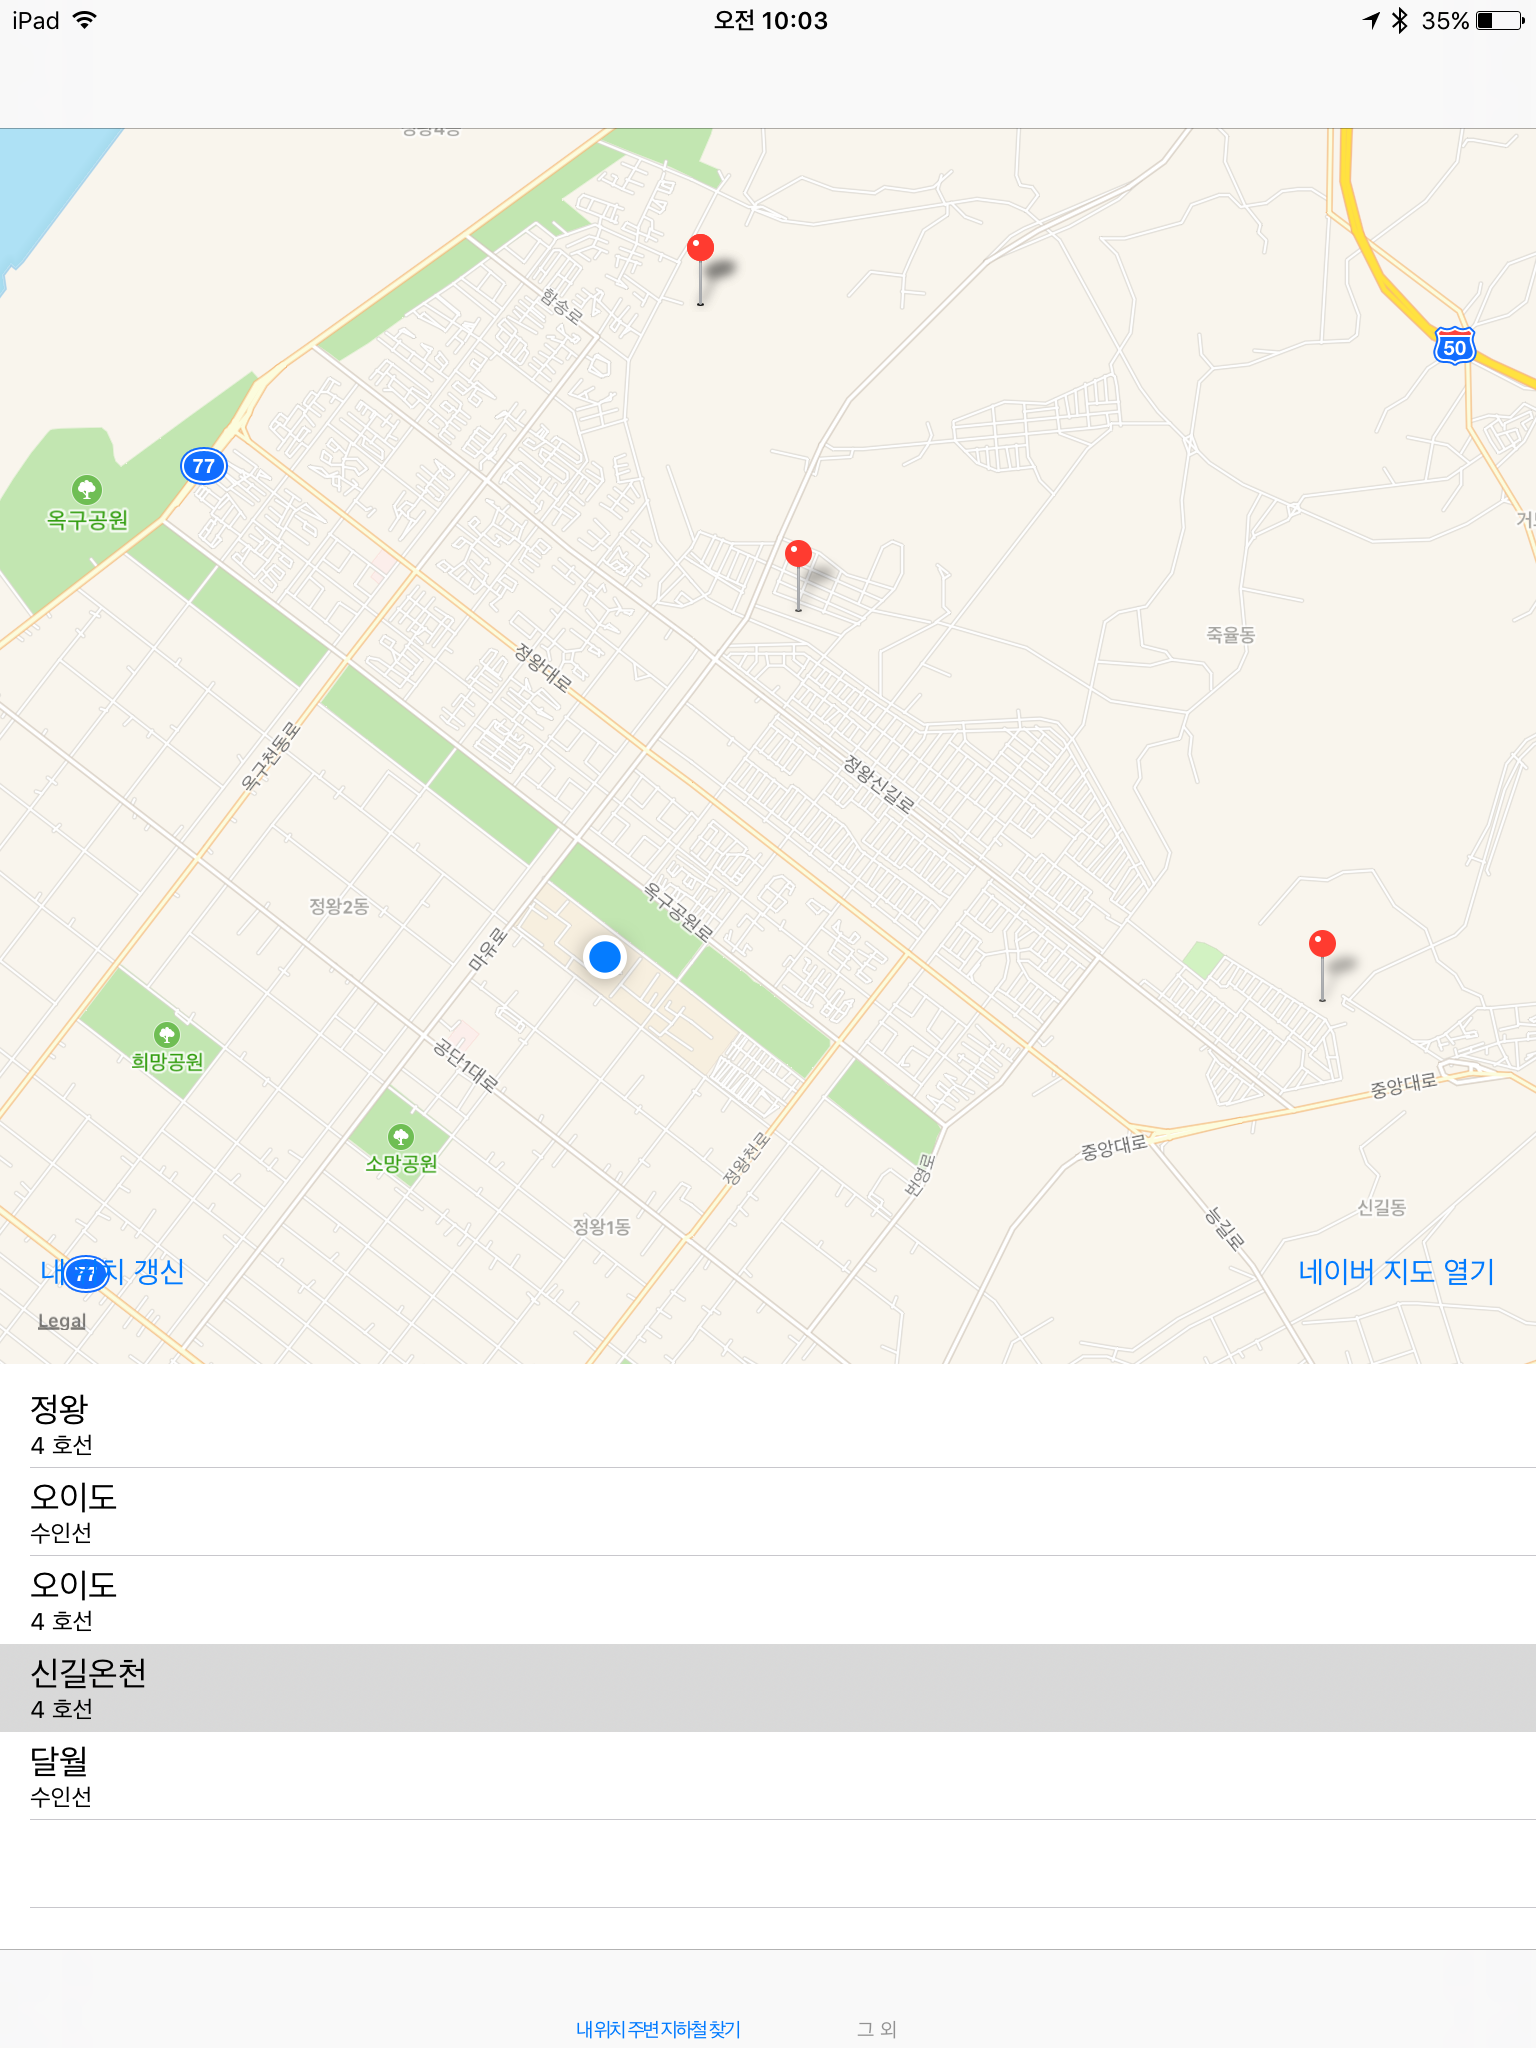 iPad 오전 10:03 35%
함송로
50
77
옥구공원
죽율동
정왕대로
옥구천동로
정왕신길로
정왕2동
옥구공원로
마유로
희망공원
공단1대로
중앙대로
소망공원
중앙대로
정왕천로
번영로
신길동
정왕1동
능길로
77
갱신
네이버 지도 열기
Legal
정왕
4 호선
오이도
수인선
오이도
4 호선
신길온천
4 호선
달월
수인선
내위치주변지하철찾기
그 외